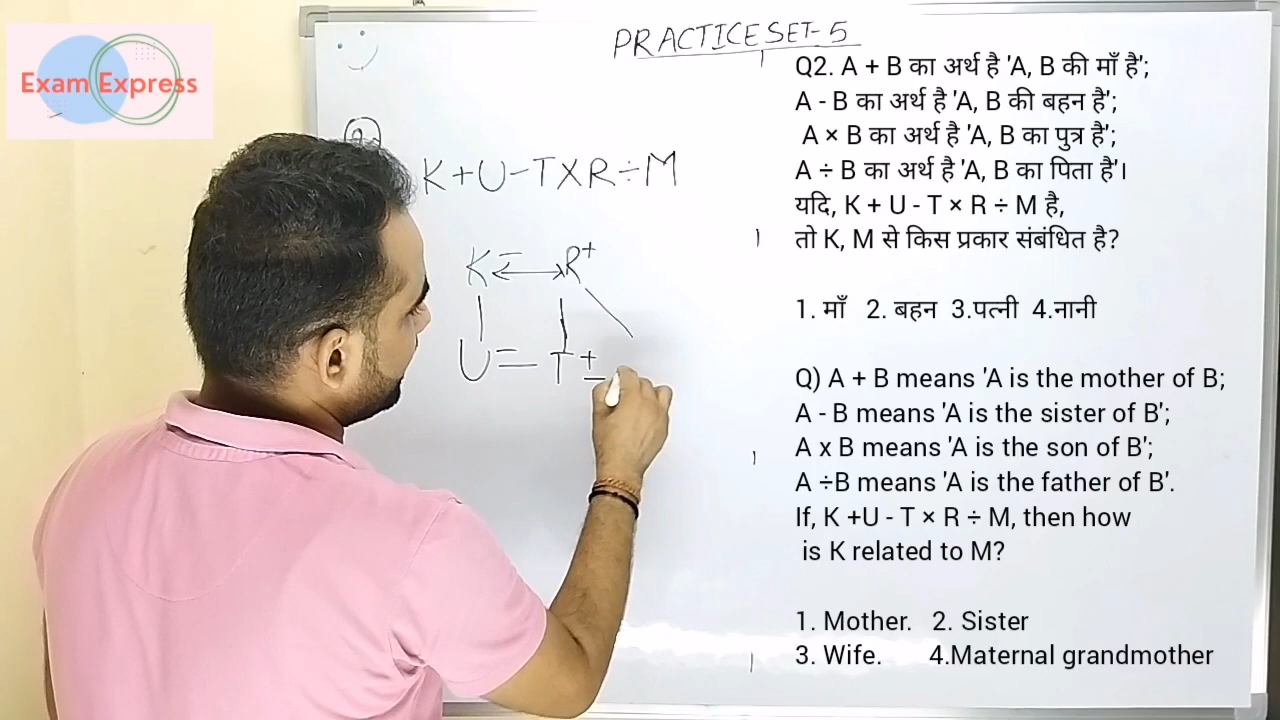 Exam Express
PRACTICE SET-5
K+U-T×R÷M
K - R +
U = T ±
Q2. A + B का अर्थ है 'A, B की माँ है';
A - B का अर्थ है 'A, B की बहन है';
A × B का अर्थ है 'A, B का पुत्र है';
A ÷ B का अर्थ है 'A, B का पिता है'।
यदि, K + U - T × R ÷ M है,
तो K, M से किस प्रकार संबंधित है?
1. माँ 2. बहन 3.पत्नी 4.नानी
Q) A + B means 'A is the mother of B;
A - B means 'A is the sister of B';
A x B means 'A is the son of B';
A ÷B means 'A is the father of B'.
If, K +U - T × R ÷ M, then how
is K related to M?
1. Mother. 2. Sister
3. Wife. 4.Maternal grandmother